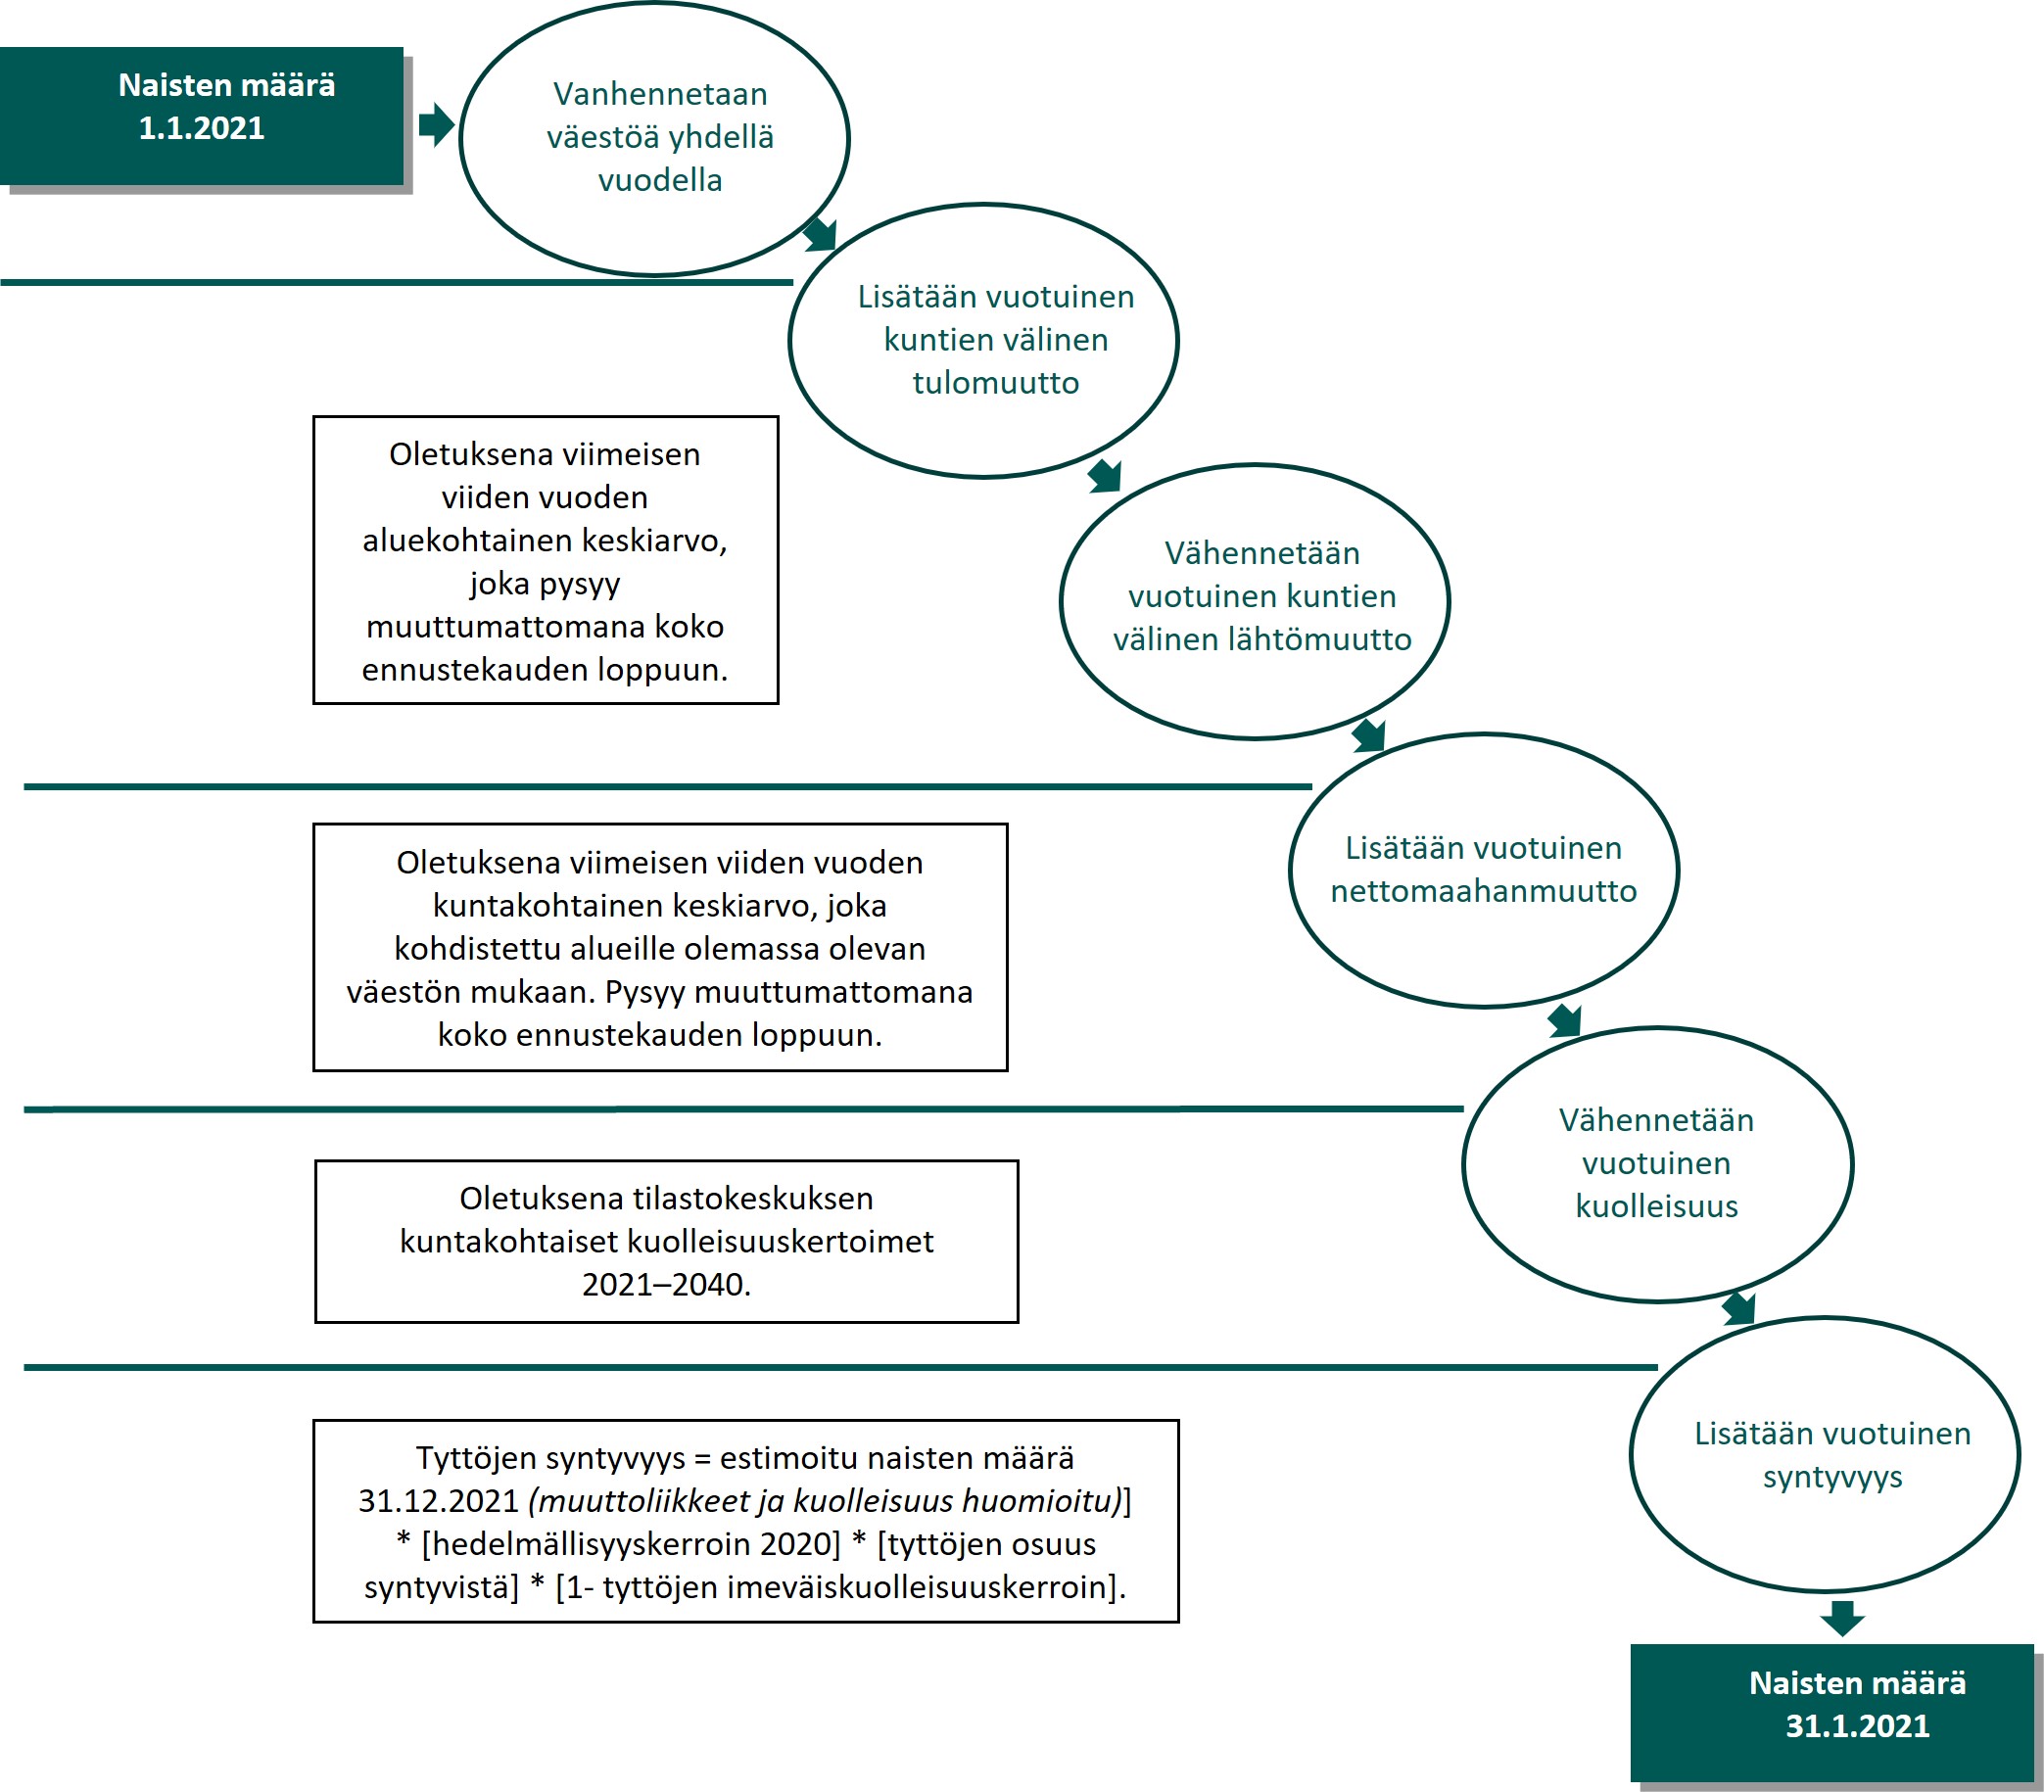 Naisten määrä
1.1.2021
Vanhennetaan
väestöä yhdellä
vuodella
Lisätään vuotuinen
kuntien välinen
tulomuutto
Oletuksena viimeisen
viiden vuoden
aluekohtainen keskiarvo,
joka pysyy
muuttumattomana koko
ennustekauden loppuun.
Vähennetään
vuotuinen kuntien
välinen lähtömuutto
Lisätään vuotuinen
nettomaahanmuutto
Oletuksena viimeisen viiden vuoden
kuntakohtainen keskiarvo, joka
kohdistettu alueille olemassa olevan
väestön mukaan. Pysyy muuttumattomana
koko ennustekauden loppuun.
Vähennetään
vuotuinen
kuolleisuus
Oletuksena tilastokeskuksen
kuntakohtaiset kuolleisuuskertoimet
2021–2040.
Lisätään vuotuinen
syntyvyys
Tyttöjen syntyvyys = estimoitu naisten määrä
31.12.2021 (muuttoliikkeet ja kuolleisuus huomioitu)]
* [hedelmällisyyskerroin 2020] * [tyttöjen osuus
syntyvistä] * [1- tyttöjen imeväiskuolleisuuskerroin].
Naisten määrä
31.1.2021